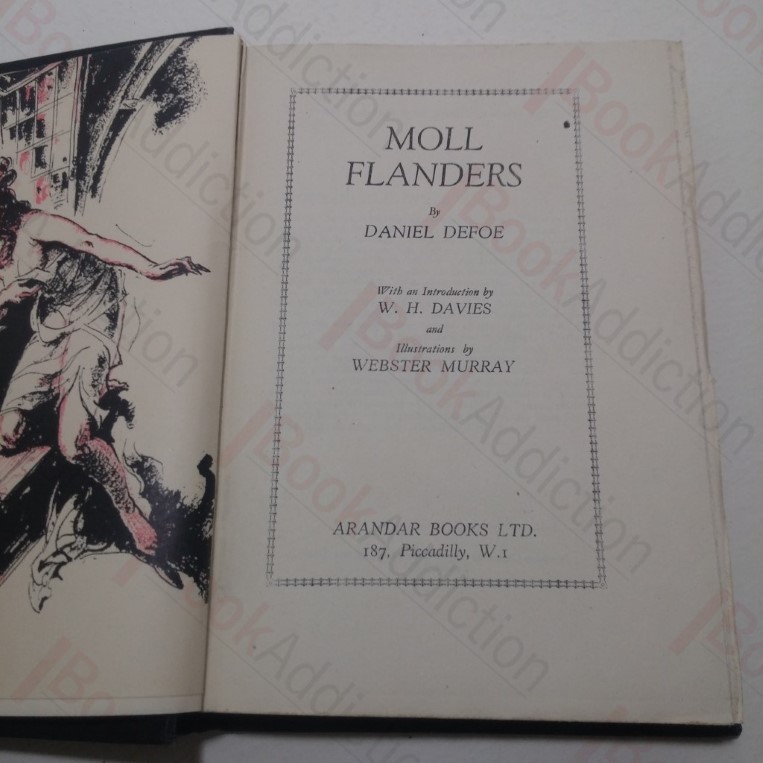 MOLL
FLANDERS
By
DANIEL DEFOE
With an Introduction by
W. H. DAVIES
and
Illustrations by
WEBSTER MURRAY
ARANDAR BOOKS LTD.
187, Piccadilly, W.1
BookAddiction